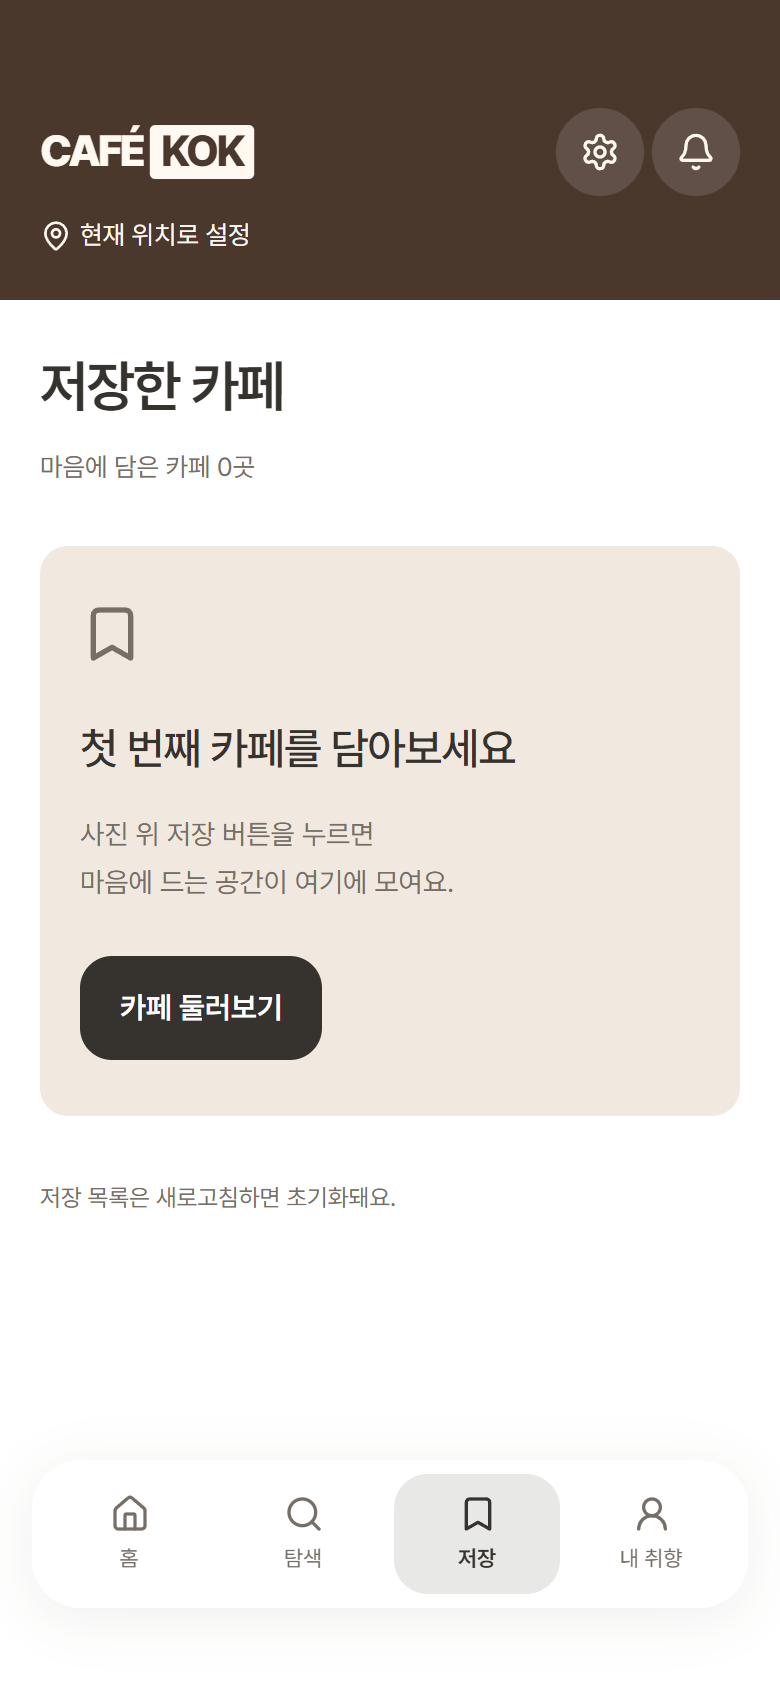 CAFÉ KOK
현재 위치로 설정
저장한 카페
마음에 담은 카페 0곳
첫 번째 카페를 담아보세요
사진 위 저장 버튼을 누르면
마음에 드는 공간이 여기에 모여요.
카페 둘러보기
저장 목록은 새로고침하면 초기화돼요.
홈 탐색 저장 내 취향